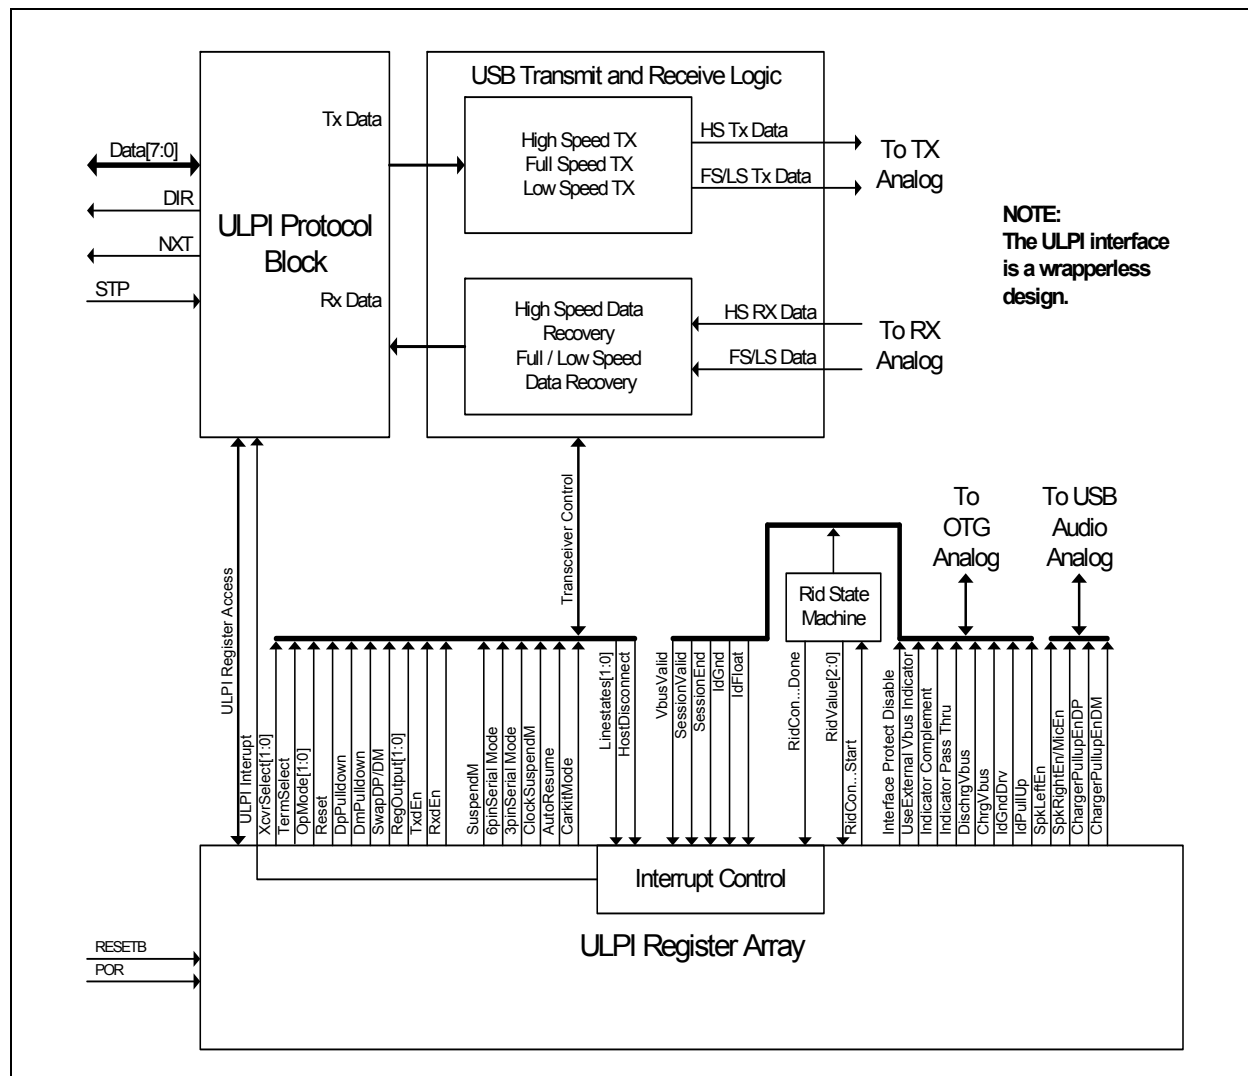 USB Transmit and Receive Logic
Tx Data
High Speed TX
Full Speed TX
Low Speed TX
HS Tx Data
FS/LS Tx Data
To TX
Analog
Data[7:0]
DIR
NXT
STP
ULPI Protocol
Block
Rx Data
High Speed Data
Recovery
Full / Low Speed
Data Recovery
HS RX Data
FS/LS Data
To RX
Analog
NOTE:
The ULPI interface
is a wrapperless
design.
To
OTG
Analog
To USB
Audio
Analog
Rid State
Machine
ULPI Register Access
ULPI Interupt
Transceiver Control
XcvrSelect[1:0]
TermSelect
OpMode[1:0]
Reset
DpPulldown
DmPulldown
SwapDP/DM
RegOutput[1:0]
TxdEn
RxdEn
SuspendM
6pinSerial Mode
3pinSerial Mode
ClockSuspendM
AutoResume
CarkitMode
Linestates[1:0]
HostDisconnect
VbusValid
SessionValid
SessionEnd
IdGnd
IdFloat
RidCon...Done
RidValue[2:0]
RidCon...Start
Interface Protect Disable
UseExternal Vbus Indicator
Indicator Complement
Indicator Pass Thru
DischrgVbus
ChrgVbus
IdGndDrv
IdPullUp
SpkLeftEn
SpkRightEn/MicEn
ChargerPullupEnDP
ChargerPullupEnDM
Interrupt Control
ULPI Register Array
RESETB
POR